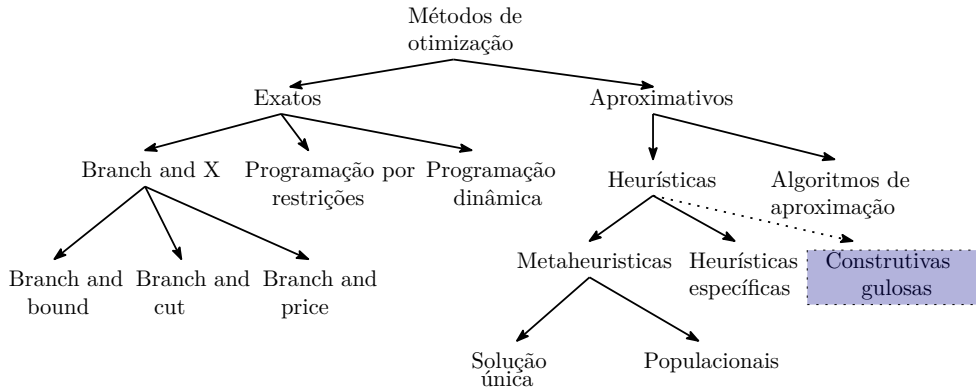 Métodos de
otimização
Exatos
Aproximativos
Branch and X
Programação por
restrições
Programação
dinâmica
Heurísticas
Algoritmos de
aproximação
Branch and
bound
Branch and
cut
Branch and
price
Metaheuristicas
Heurísticas
específicas
Construtivas
gulosas
Solução
única
Populacionais